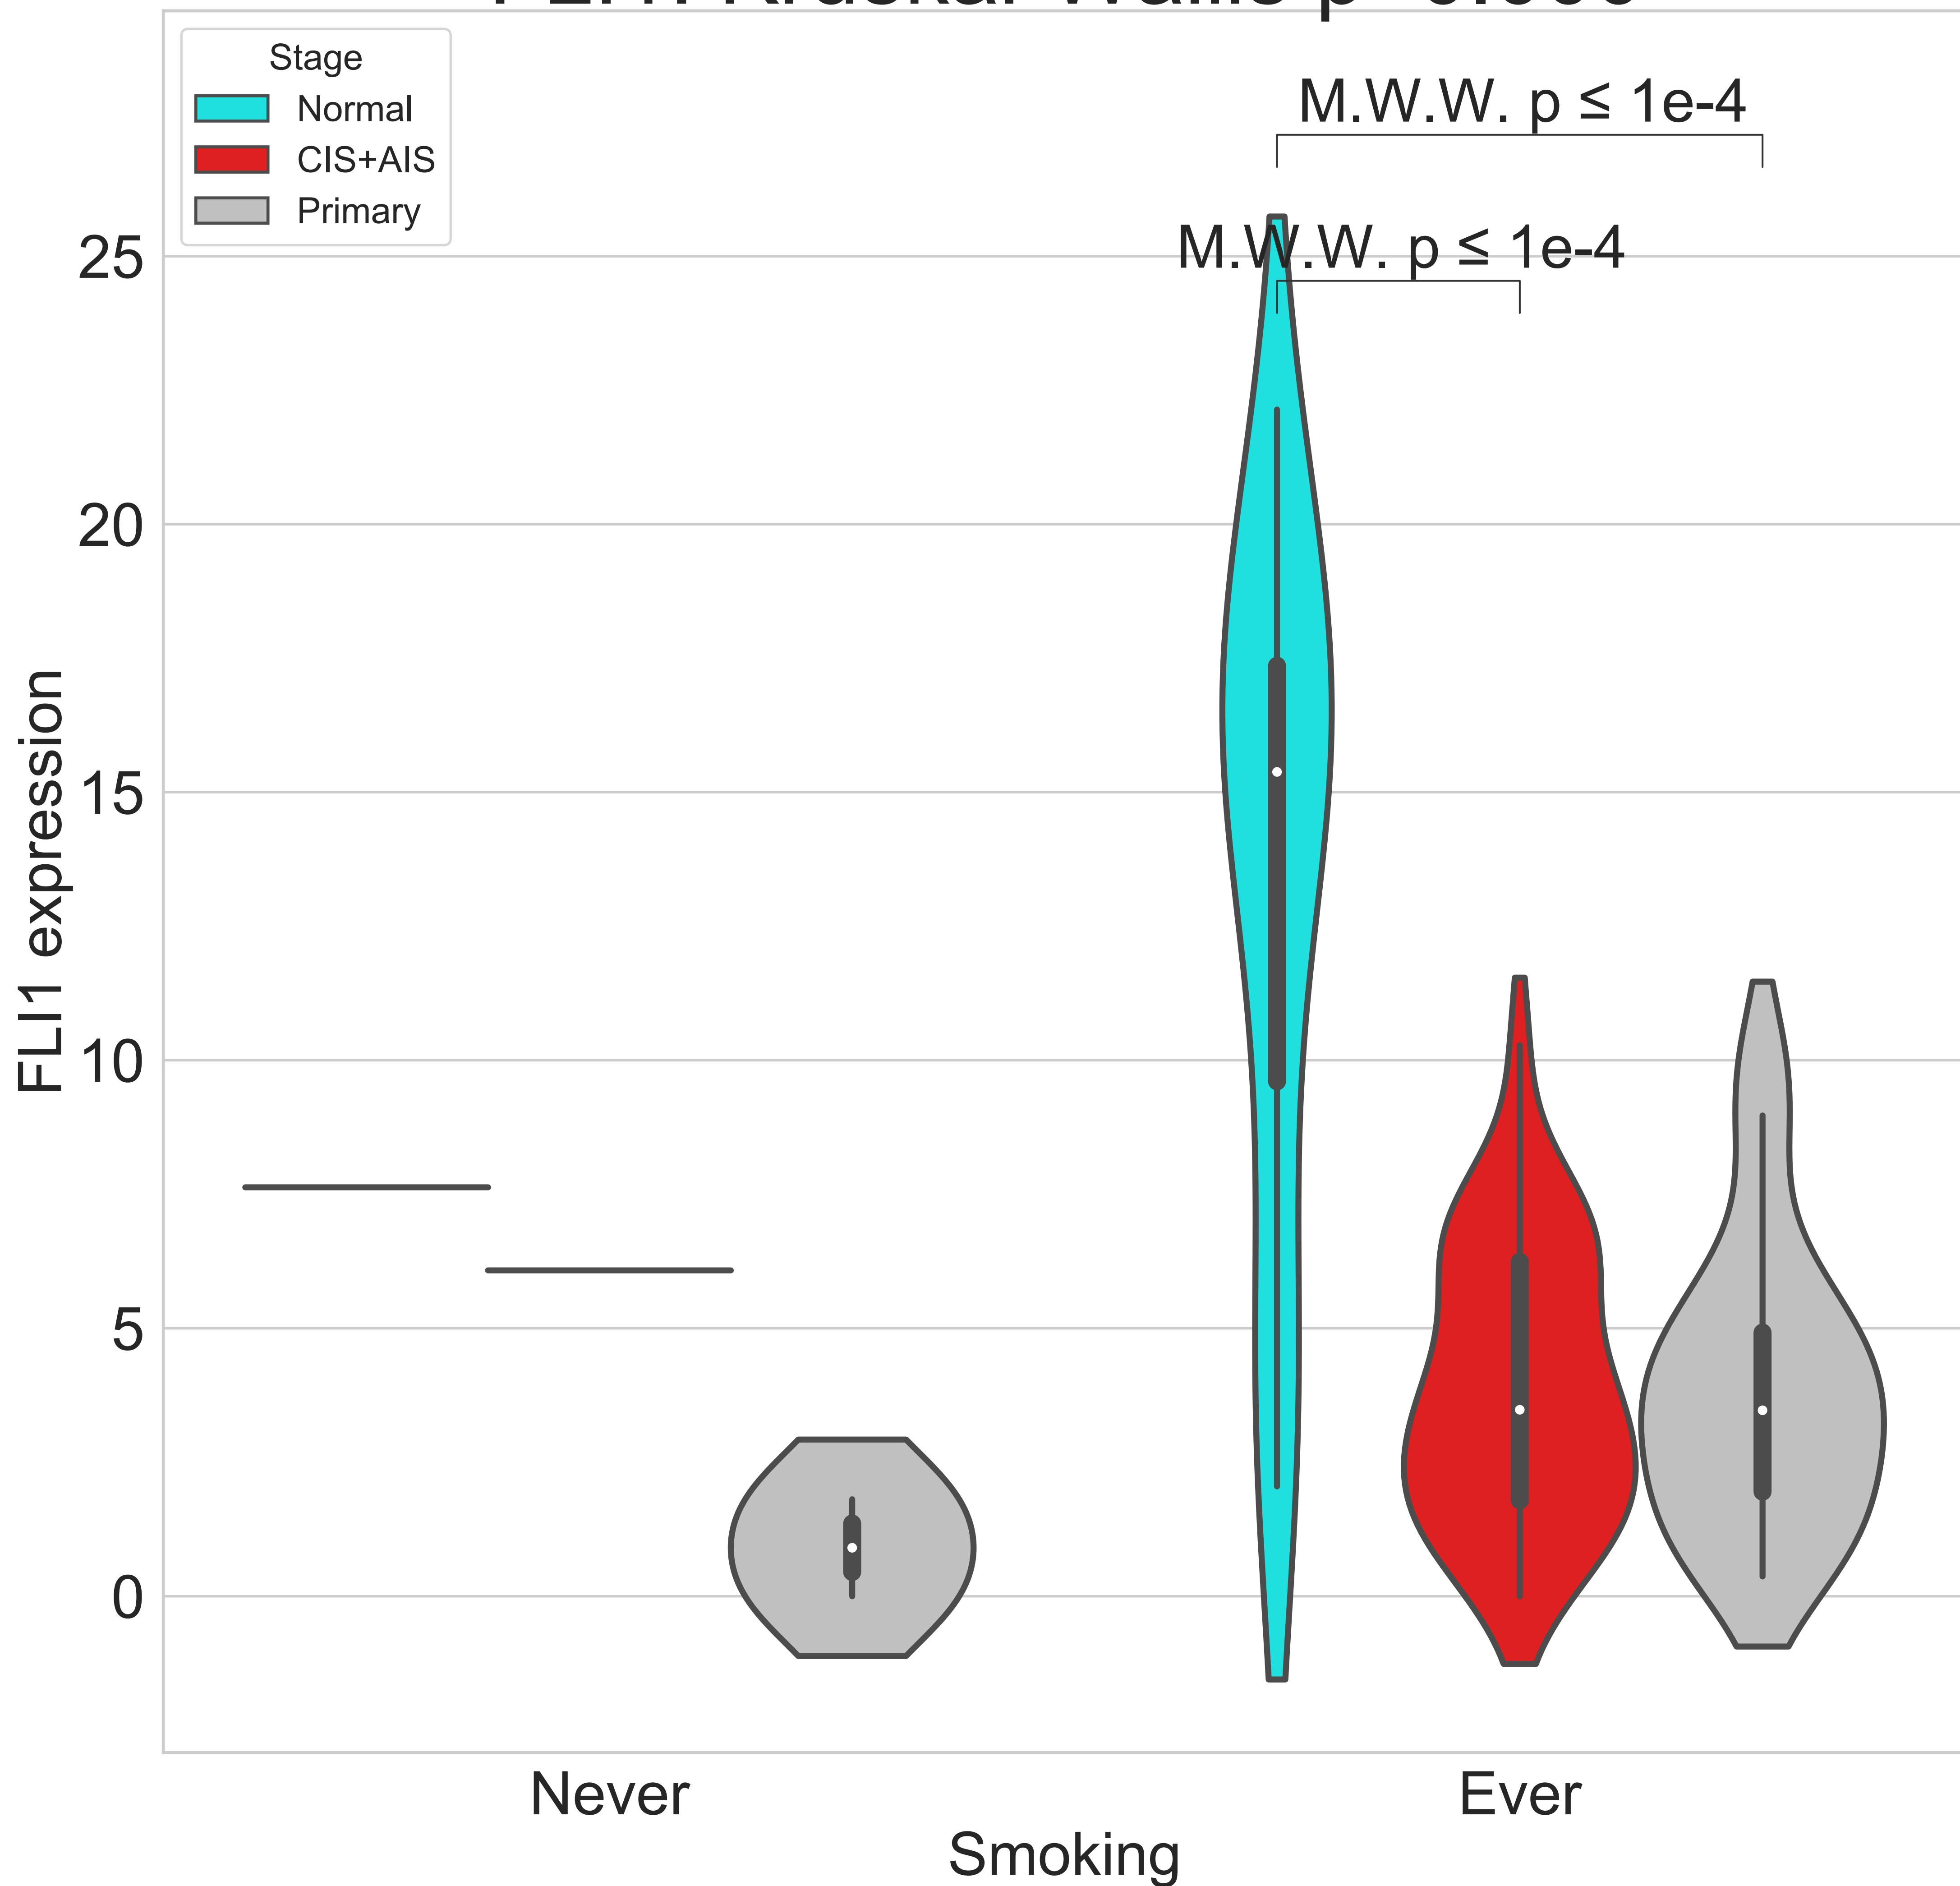 Stage
Normal
CIS+AIS
Primary
M.W.W. p ≤ 1e-4
M.W.W. p ≤ 1e-4
25
20
15
10
5
0
FLI1 expression
Never
Ever
Smoking